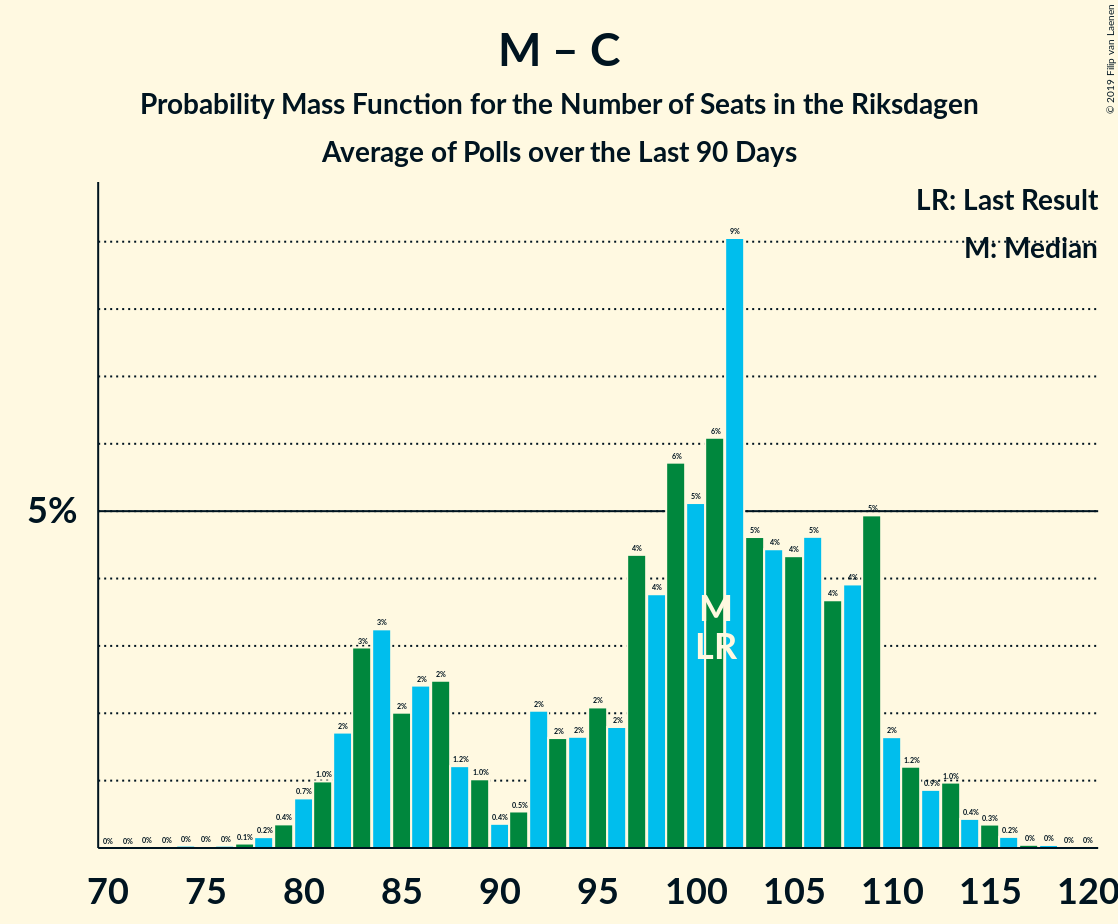 M – C
Probability Mass Function for the Number of Seats in the Riksdagen
Average of Polls over the Last 90 Days
© 2019 Filip van Laenen
LR: Last Result
M: Median
5%
0% 0% 0% 0% 0% 0% 0% 0.1% 0.2% 0.4% 0.7% 1.0% 2% 3% 3% 2% 2% 2% 1.2% 1.0% 0.4% 0.5% 2% 2% 2% 2% 2% 4% 4% 6% 5% 6% 9% 5% 4% 4% 5% 4% 4% 5% 2% 1.2% 0.9% 1.0% 0.4% 0.3% 0.2% 0% 0% 0% 0%
M
LR
70 75 80 85 90 95 100 105 110 115 120